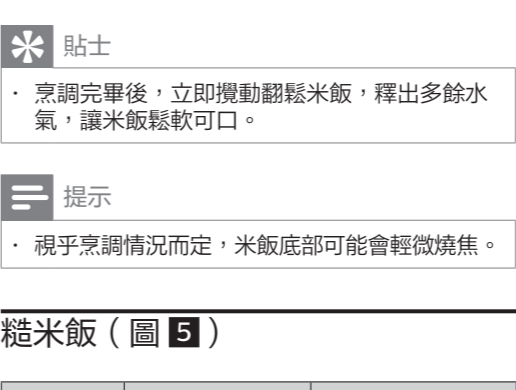 貼士
· 烹調完畢後，立即攪動翻鬆米飯，釋出多餘水
氣，讓米飯鬆軟可口。
提示
· 視乎烹調情況而定，米飯底部可能會輕微燒焦。
糙米飯（圖 5）